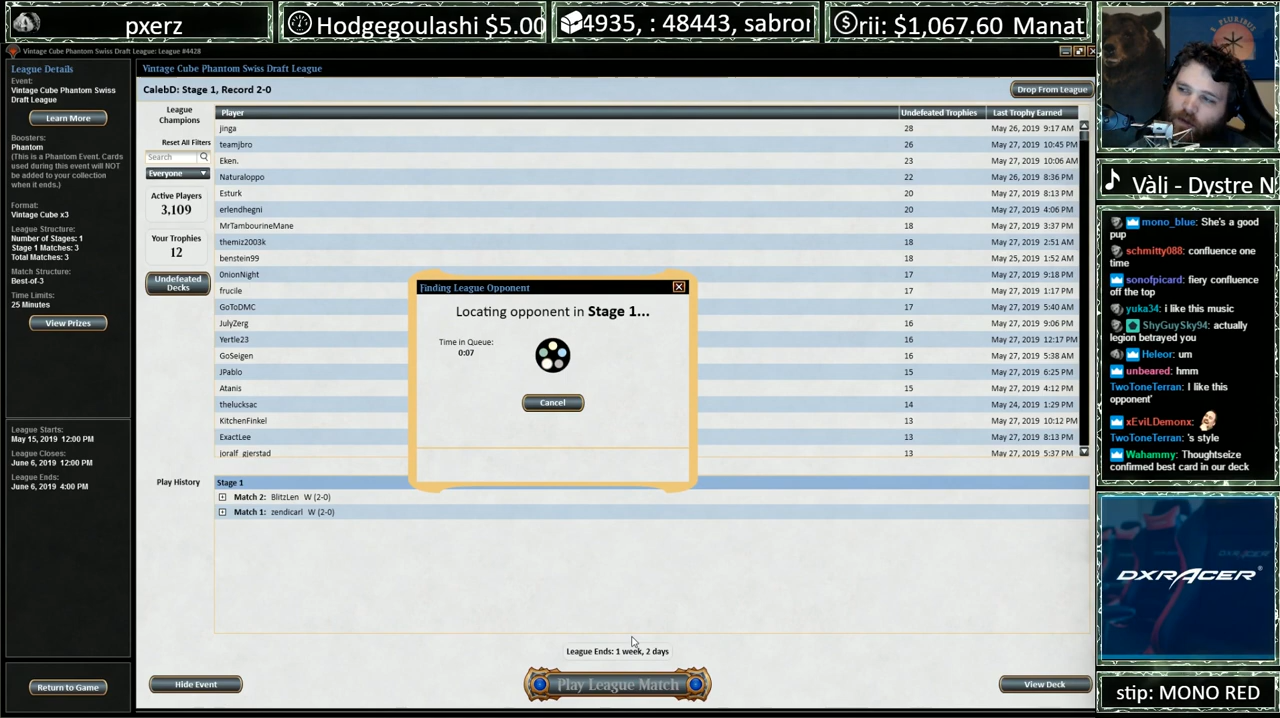 pxerz
Hodgegoulashi $5.00
4935, : 48443, sabror
rii: $1,067.60 Manat
Vintage Cube Phantom Swiss Draft League: League #4428
League Details
Event:
Vintage Cube Phantom Swiss
Draft League
Learn More
Boosters:
Phantom
(This is a Phantom Event. Cards
used during this event will NOT
be added to your collection
when it ends.)
Format:
Vintage Cube x3
League Structure:
Number of Stages: 1
Stage 1 Matches: 3
Total Matches: 3
Match Structure:
Best-of-3
Time Limits:
25 Minutes
View Prizes
League Starts:
May 15, 2019 12:00 PM
League Closes:
June 6, 2019 12:00 PM
League Ends:
June 6, 2019 4:00 PM
Return to Game
Vintage Cube Phantom Swiss Draft League
CalebD: Stage 1, Record 2-0
Drop From League
League
Champions
Reset All Filters
Search
Everyone
Active Players
3,109
Your Trophies
12
Undefeated
Decks
Player Undefeated Trophies Last Trophy Earned
jinga 28 May 26, 2019 9:17 AM
teamjbro 26 May 27, 2019 10:45 PM
Eken. 23 May 27, 2019 10:06 AM
Naturaloppo 22 May 26, 2019 8:36 PM
Esturk 20 May 27, 2019 8:13 PM
erlendhegni 20 May 27, 2019 4:06 PM
MrTambourineMane 18 May 27, 2019 3:37 PM
themiz2003k 18 May 27, 2019 2:51 AM
benstein99 18 May 25, 2019 1:52 AM
0nionNight 17 May 27, 2019 9:18 PM
frucile 17 May 27, 2019 1:17 PM
GoToDMC 17 May 27, 2019 5:40 AM
JulyZerg 16 May 27, 2019 9:06 PM
Yertle23 16 May 27, 2019 12:17 PM
GoSeigen 16 May 27, 2019 5:38 AM
JPablo 15 May 27, 2019 6:25 PM
Atanis 15 May 27, 2019 4:12 PM
thelucksac 14 May 24, 2019 1:29 PM
KitchenFinkel 13 May 27, 2019 10:12 PM
ExactLee 13 May 27, 2019 8:13 PM
joralf_gjerstad 13 May 27, 2019 5:37 PM
Finding League Opponent
Locating opponent in Stage 1...
Time in Queue:
0:07
Cancel
Play History
Stage 1
Match 2: BlitzLen W (2-0)
Match 1: zendicarl W (2-0)
League Ends: 1 week, 2 days
Hide Event
Play League Match
View Deck
PLURIBUS
Vàli - Dystre N
mono_blue: She's a good
pup
schmitty088: confluence one
time
sonofpicard: fiery confluence
off the top
yuka34: i like this music
ShyGuySky94: actually
legion betrayed you
Heleor: um
unbeared: hmm
TwoToneTerran: I like this
opponent'
xEviLDemonx:
TwoToneTerran: 's style
Wahammy: Thoughtseize
confirmed best card in our deck
DXRACER
stip: MONO RED